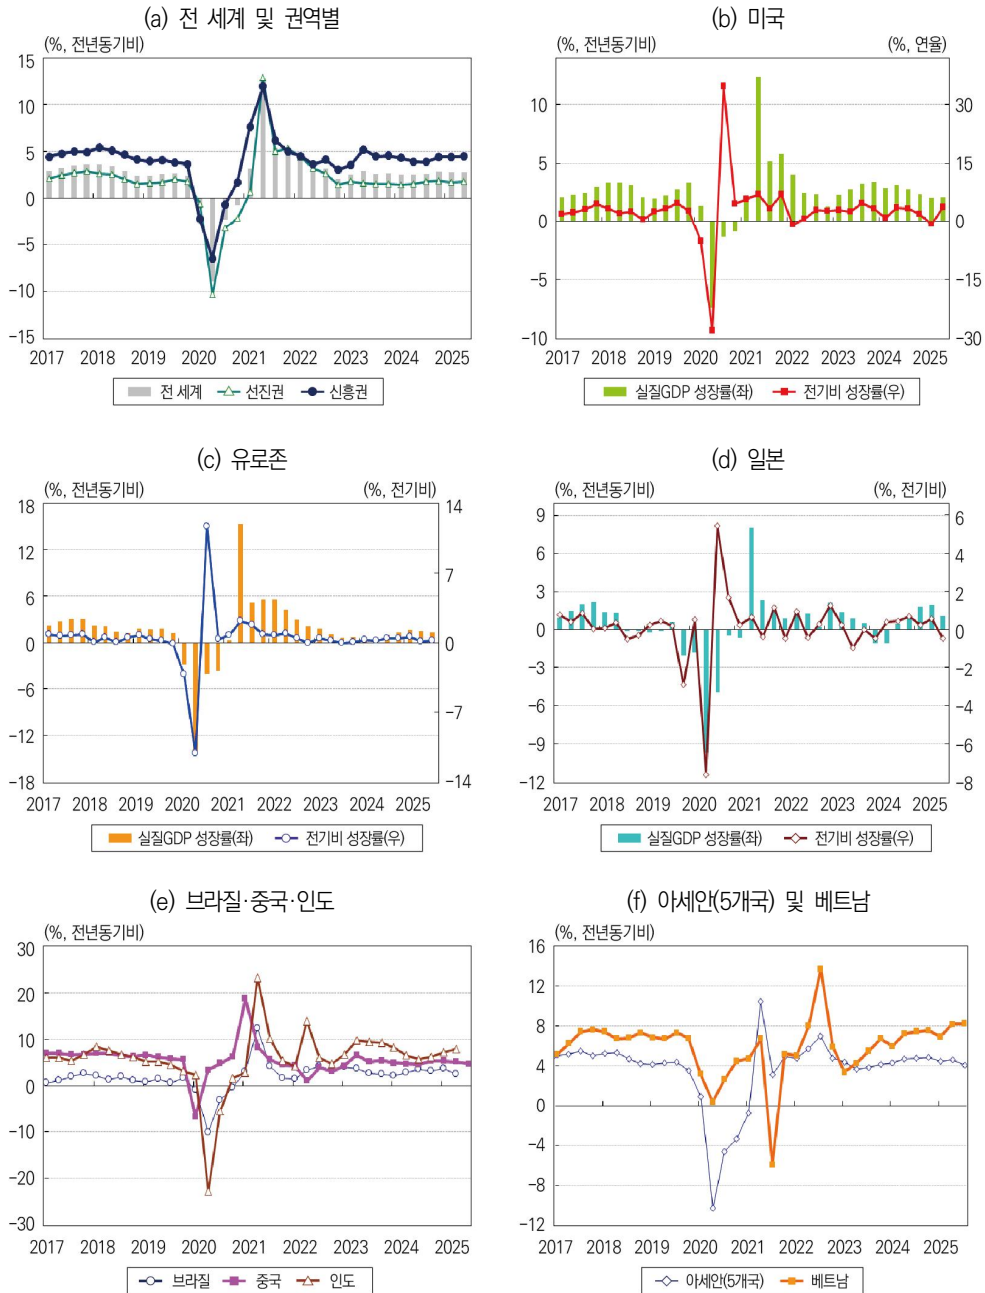 (a) 전 세계 및 권역별
(%, 전년동기비)
15
10
5
0
−5
−10
−15
2017 2018 2019 2020 2021 2022 2023 2024 2025
전 세계 선진권 신흥권
(b) 미국
(%, 전년동기비) (%, 연율)
10
5
0
−5
−10
30
15
0
−15
−30
2017 2018 2019 2020 2021 2022 2023 2024 2025
실질GDP 성장률(좌) 전기비 성장률(우)
(c) 유로존
(%, 전년동기비) (%, 전기비)
18
12
6
0
−6
−12
−18
14
7
0
−7
−14
2017 2018 2019 2020 2021 2022 2023 2024 2025
실질GDP 성장률(좌) 전기비 성장률(우)
(d) 일본
(%, 전년동기비) (%, 전기비)
9
6
3
0
−3
−6
−9
−12
6
4
2
0
−2
−4
−6
−8
2017 2018 2019 2020 2021 2022 2023 2024 2025
실질GDP 성장률(좌) 전기비 성장률(우)
(e) 브라질·중국·인도
(%, 전년동기비)
30
20
10
0
−10
−20
−30
2017 2018 2019 2020 2021 2022 2023 2024 2025
브라질 중국 인도
(f) 아세안(5개국) 및 베트남
(%, 전년동기비)
16
12
8
4
0
−4
−8
−12
2017 2018 2019 2020 2021 2022 2023 2024 2025
아세안(5개국) 베트남